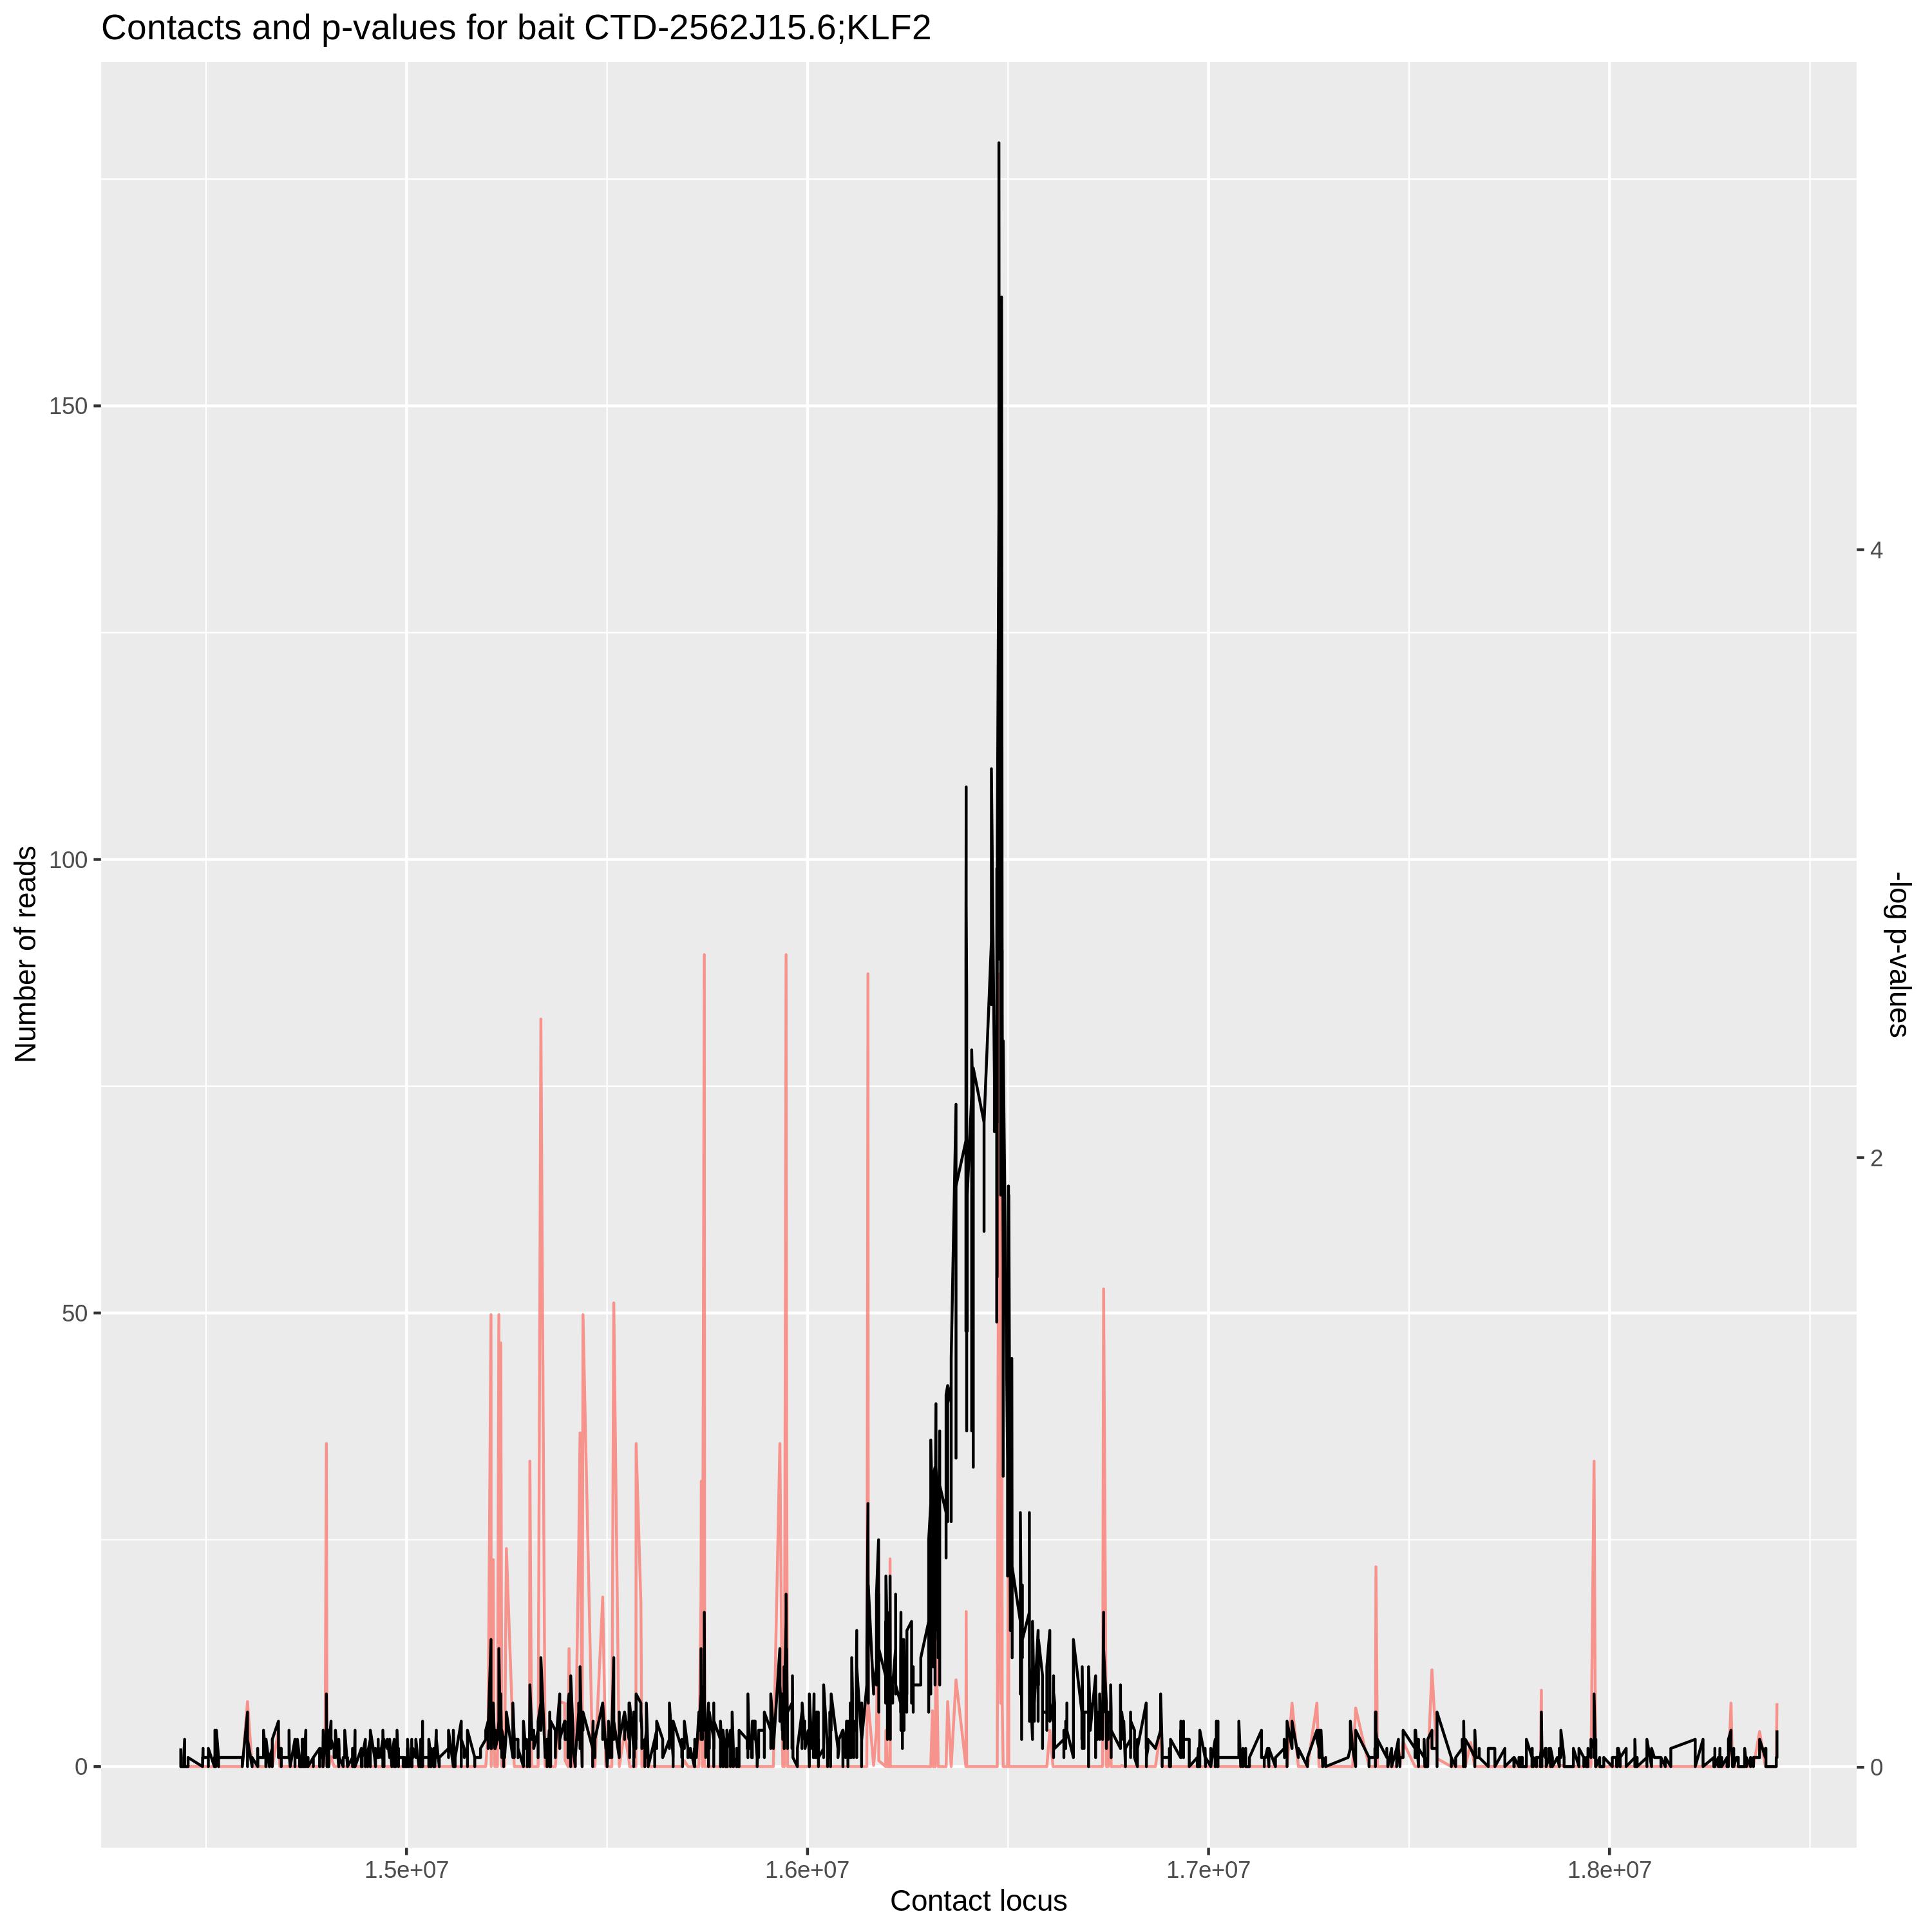 Contacts and p-values for bait CTD-2562J15.6;KLF2
Number of reads
150
100
50
0
4
2
0
-log p-values
1.5e+07
1.6e+07
1.7e+07
1.8e+07
Contact locus